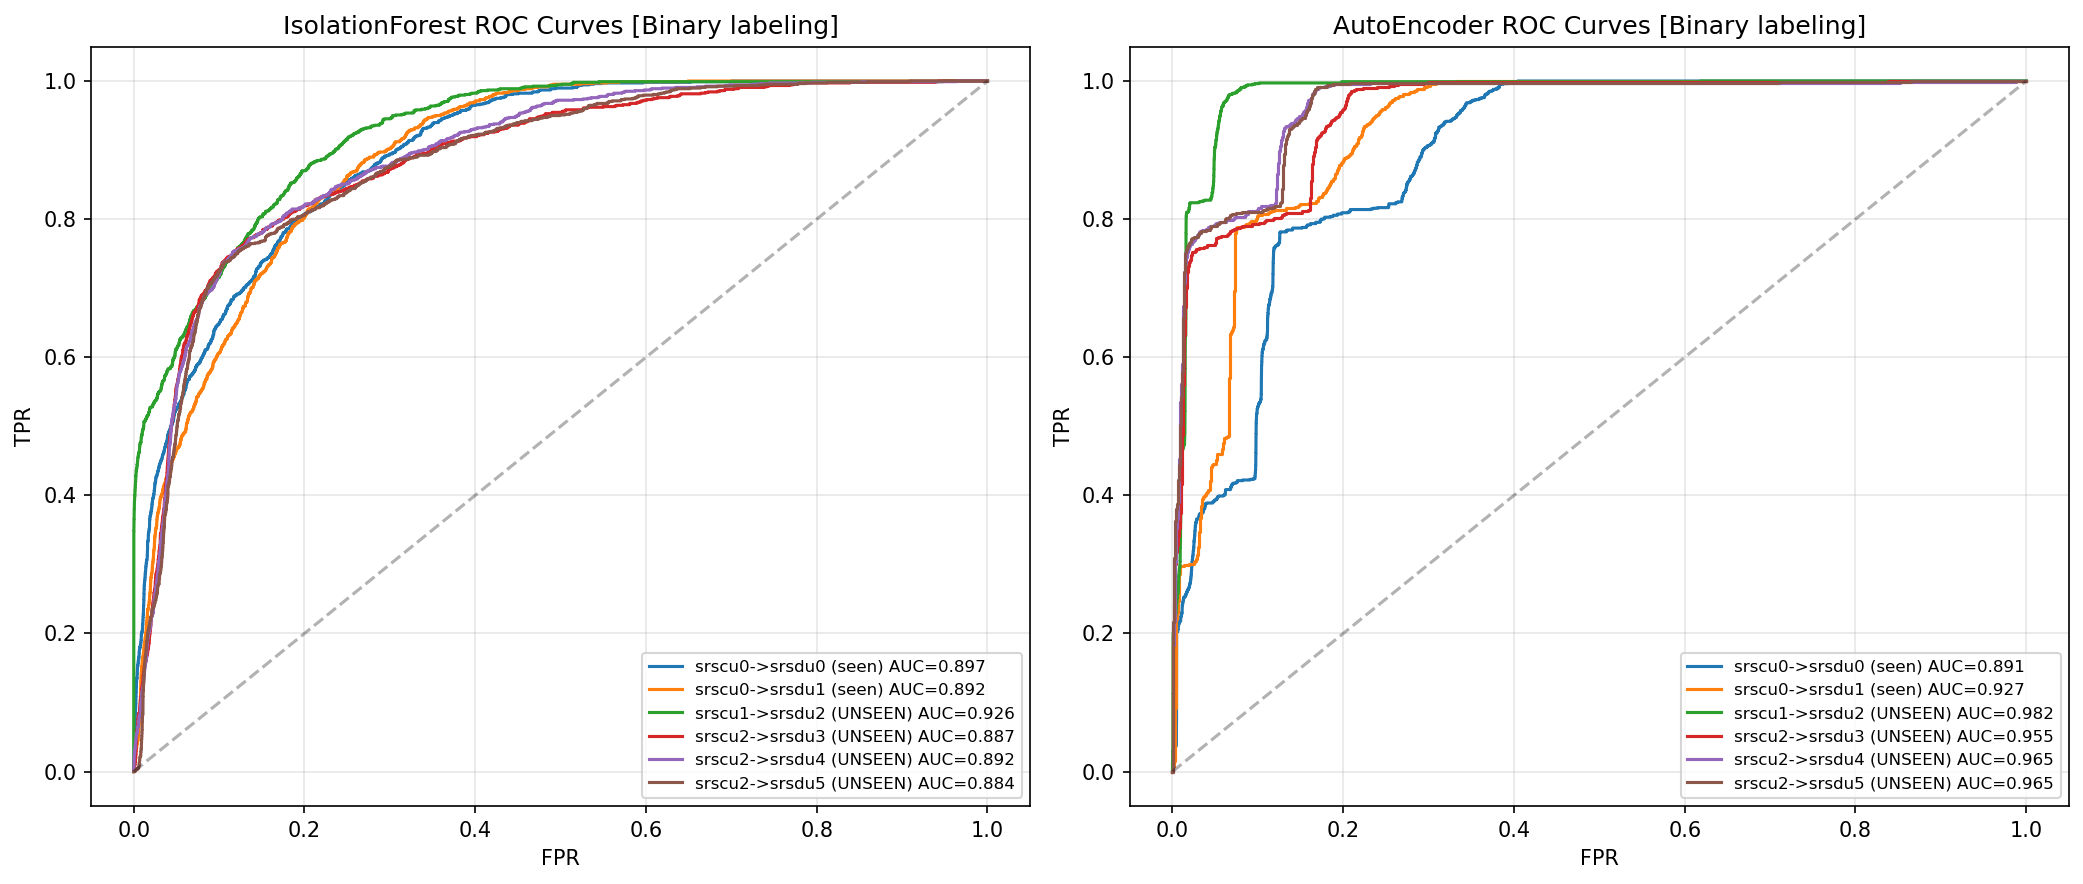 IsolationForest ROC Curves [Binary labeling]
TPR
1.0
0.8
0.6
0.4
0.2
0.0
srscu0->srsdu0 (seen) AUC=0.897
srscu0->srsdu1 (seen) AUC=0.892
srscu1->srsdu2 (UNSEEN) AUC=0.926
srscu2->srsdu3 (UNSEEN) AUC=0.887
srscu2->srsdu4 (UNSEEN) AUC=0.892
srscu2->srsdu5 (UNSEEN) AUC=0.884
0.0 0.2 0.4 0.6 0.8 1.0
FPR
AutoEncoder ROC Curves [Binary labeling]
TPR
1.0
0.8
0.6
0.4
0.2
0.0
srscu0->srsdu0 (seen) AUC=0.891
srscu0->srsdu1 (seen) AUC=0.927
srscu1->srsdu2 (UNSEEN) AUC=0.982
srscu2->srsdu3 (UNSEEN) AUC=0.955
srscu2->srsdu4 (UNSEEN) AUC=0.965
srscu2->srsdu5 (UNSEEN) AUC=0.965
0.0 0.2 0.4 0.6 0.8 1.0
FPR